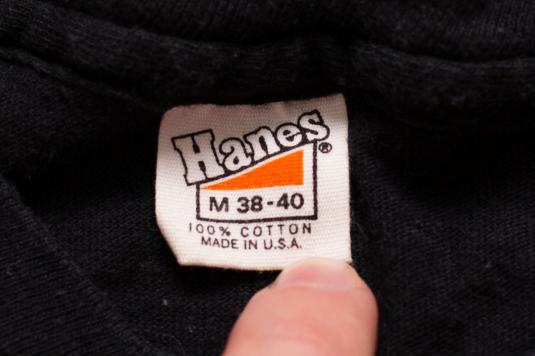 Hanes®
M 38-40
100% COTTON
MADE IN U.S.A.